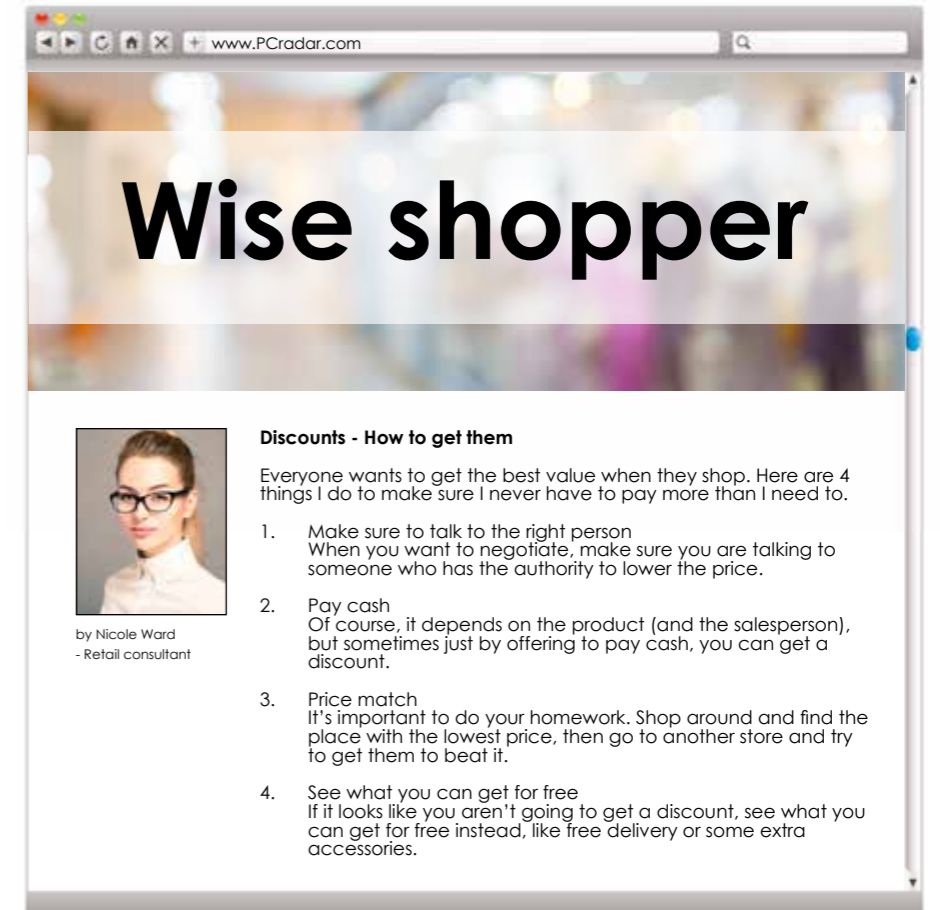 www.PCradar.com
Wise shopper
by Nicole Ward
- Retail consultant
Discounts - How to get them
Everyone wants to get the best value when they shop. Here are 4
things I do to make sure I never have to pay more than I need to.
1. Make sure to talk to the right person
When you want to negotiate, make sure you are talking to
someone who has the authority to lower the price.
2. Pay cash
Of course, it depends on the product (and the salesperson),
but sometimes just by offering to pay cash, you can get a
discount.
3. Price match
It's important to do your homework. Shop around and find the
place with the lowest price, then go to another store and try
to get them to beat it.
4. See what you can get for free
If it looks like you aren't going to get a discount, see what you
can get for free instead, like free delivery or some extra
accessories.